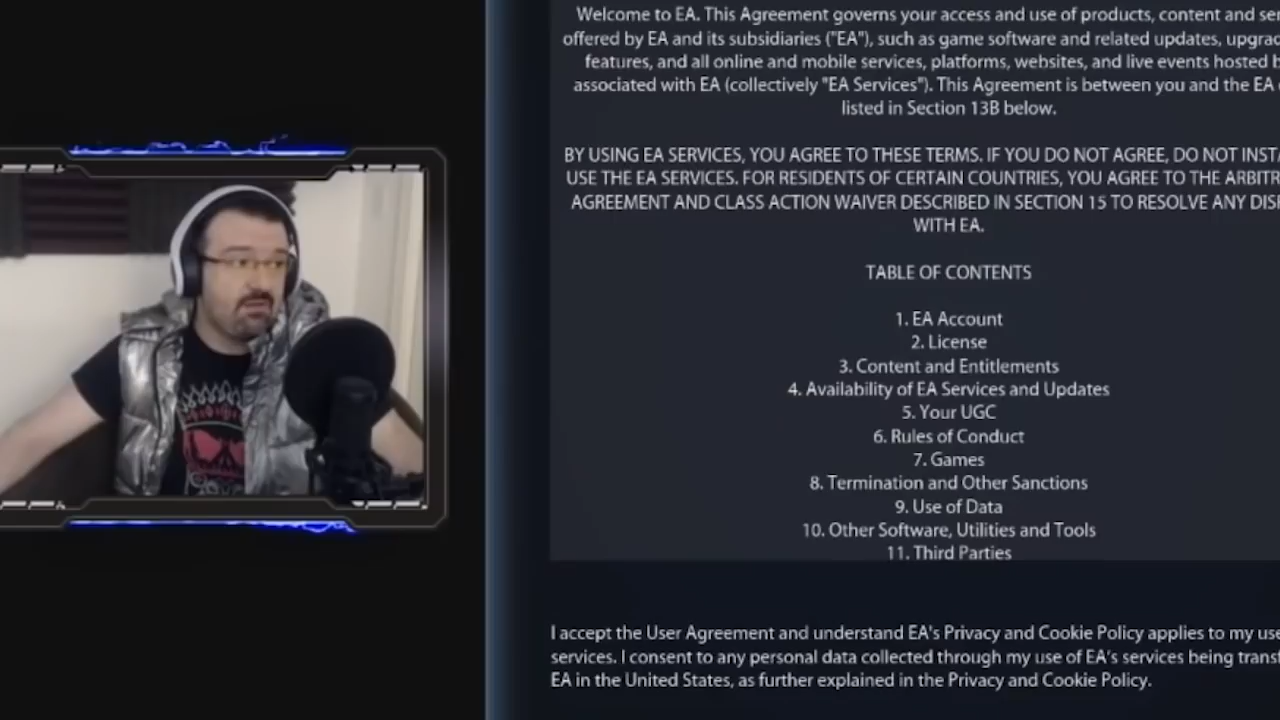 Welcome to EA. This Agreement governs your access and use of products, content and
offered by EA and its subsidiaries ("EA"), such as game software and related updates,
features, and all online and mobile services, platforms, websites, and live events hosted
associated with EA (collectively "EA Services"). This Agreement is between you and the EA
listed in Section 13B below.
BY USING EA SERVICES, YOU AGREE TO THESE TERMS. IF YOU DO NOT AGREE, DO NOT
USE THE EA SERVICES. FOR RESIDENTS OF CERTAIN COUNTRIES, YOU AGREE TO THE
AGREEMENT AND CLASS ACTION WAIVER DESCRIBED IN SECTION 15 TO RESOLVE ANY
WITH EA.
TABLE OF CONTENTS
1. EA Account
2. License
3. Content and Entitlements
4. Availability of EA Services and Updates
5. Your UGC
6. Rules of Conduct
7. Games
8. Termination and Other Sanctions
9. Use of Data
10. Other Software, Utilities and Tools
11. Third Parties
I accept the User Agreement and understand EA's Privacy and Cookie Policy applies to my use
services. I consent to any personal data collected through my use of EA's services being
EA in the United States, as further explained in the Privacy and Cookie Policy.